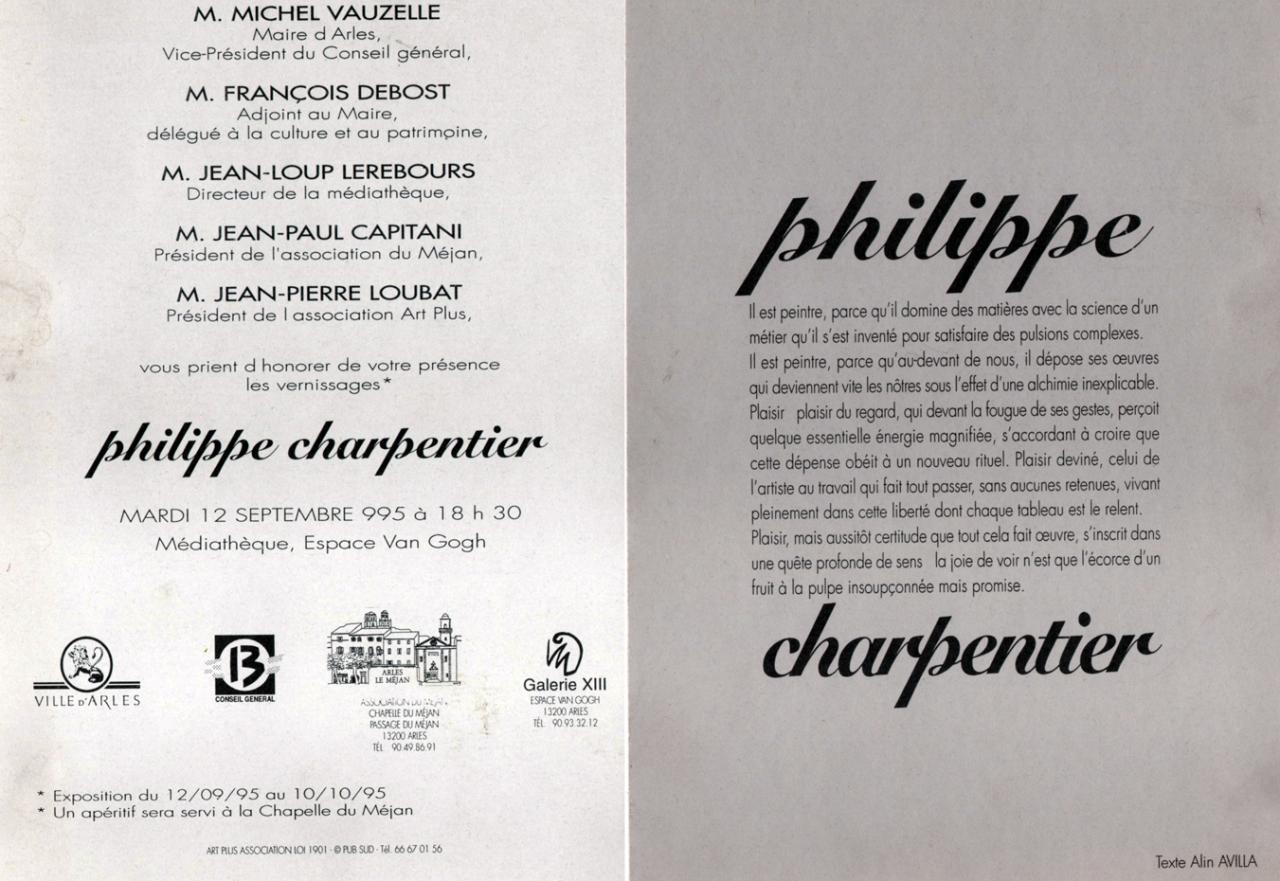 M. MICHEL VAUZELLE
Maire d Arles,
Vice-Président du Conseil général,
M. FRANÇOIS DEBOST
Adjoint au Maire,
délégué à la culture et au patrimoine,
M. JEAN-LOUP LEREBOURS
Directeur de la médiathèque,
M. JEAN-PAUL CAPITANI
Président de l'association du Méjan,
M. JEAN-PIERRE LOUBAT
Président de l association Art Plus,
vous prient d honorer de votre présence
les vernissages*
philippe charpentier
MARDI 12 SEPTEMBRE 995 à 18 h 30
Médiathèque, Espace Van Gogh
VILLE D'ARLES
13
CONSEIL GENERAL
ARLES
LE MÉJAN
ASSOCIATION DU MÉJAN
CHAPELLE DU MÉJAN
PASSAGE DU MÉJAN
13200 ARLES
TÉL 90.49.86.91
Galerie XIII
ESPACE VAN GOGH
13200 ARLES
TÉL. 90.93.32.12
* Exposition du 12/09/95 au 10/10/95
* Un apéritif sera servi à la Chapelle du Méjan
ART PLUS ASSOCIATION LOI 1901 - © PUB SUD - Tél. 66 67 01 56
philippe
Il est peintre, parce qu'il domine des matières avec la science d'un
métier qu'il s'est inventé pour satisfaire des pulsions complexes.
Il est peintre, parce qu'au-devant de nous, il dépose ses œuvres
qui deviennent vite les nôtres sous l'effet d'une alchimie inexplicable.
Plaisir plaisir du regard, qui devant la fougue de ses gestes, perçoit
quelque essentielle énergie magnifiée, s'accordant à croire que
cette dépense obéit à un nouveau rituel. Plaisir deviné, celui de
l'artiste au travail qui fait tout passer, sans aucunes retenues, vivant
pleinement dans cette liberté dont chaque tableau est le relent.
Plaisir, mais aussitôt certitude que tout cela fait œuvre, s'inscrit dans
une quête profonde de sens la joie de voir n'est que l'écorce d'un
fruit à la pulpe insoupçonnée mais promise.
charpentier
Texte Alin AVILLA